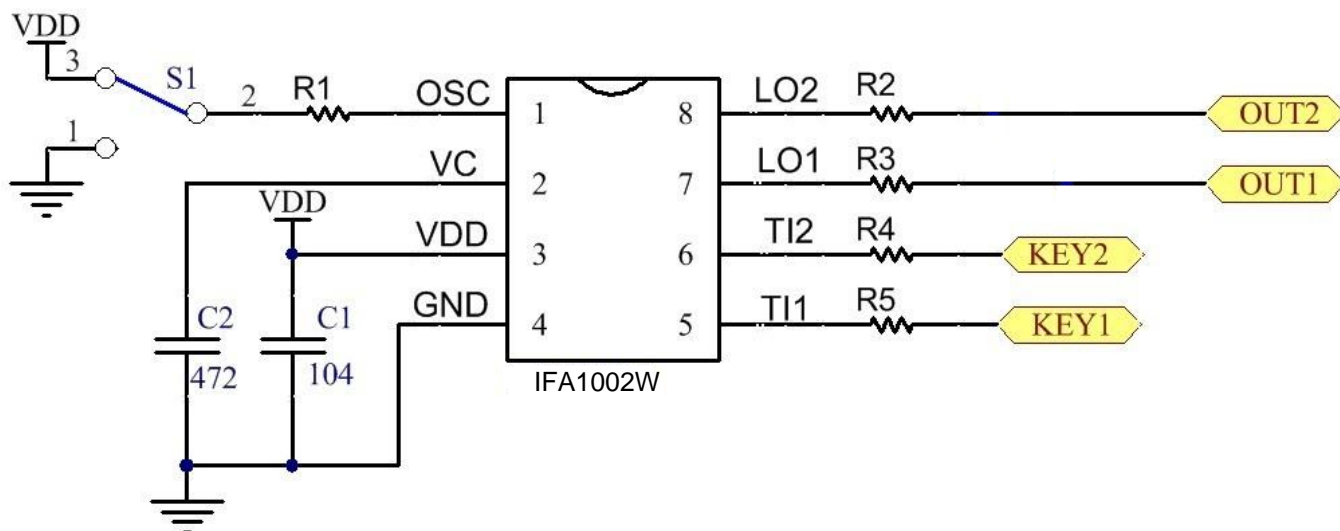 VDD
3
S1
2
R1
OSC
1
1
VC
2
VDD
VDD
3
GND
4
C2
472
C1
104
8
LO2
R2
OUT2
7
LO1
R3
OUT1
6
TI2
R4
KEY2
5
TI1
R5
KEY1
IFA1002W